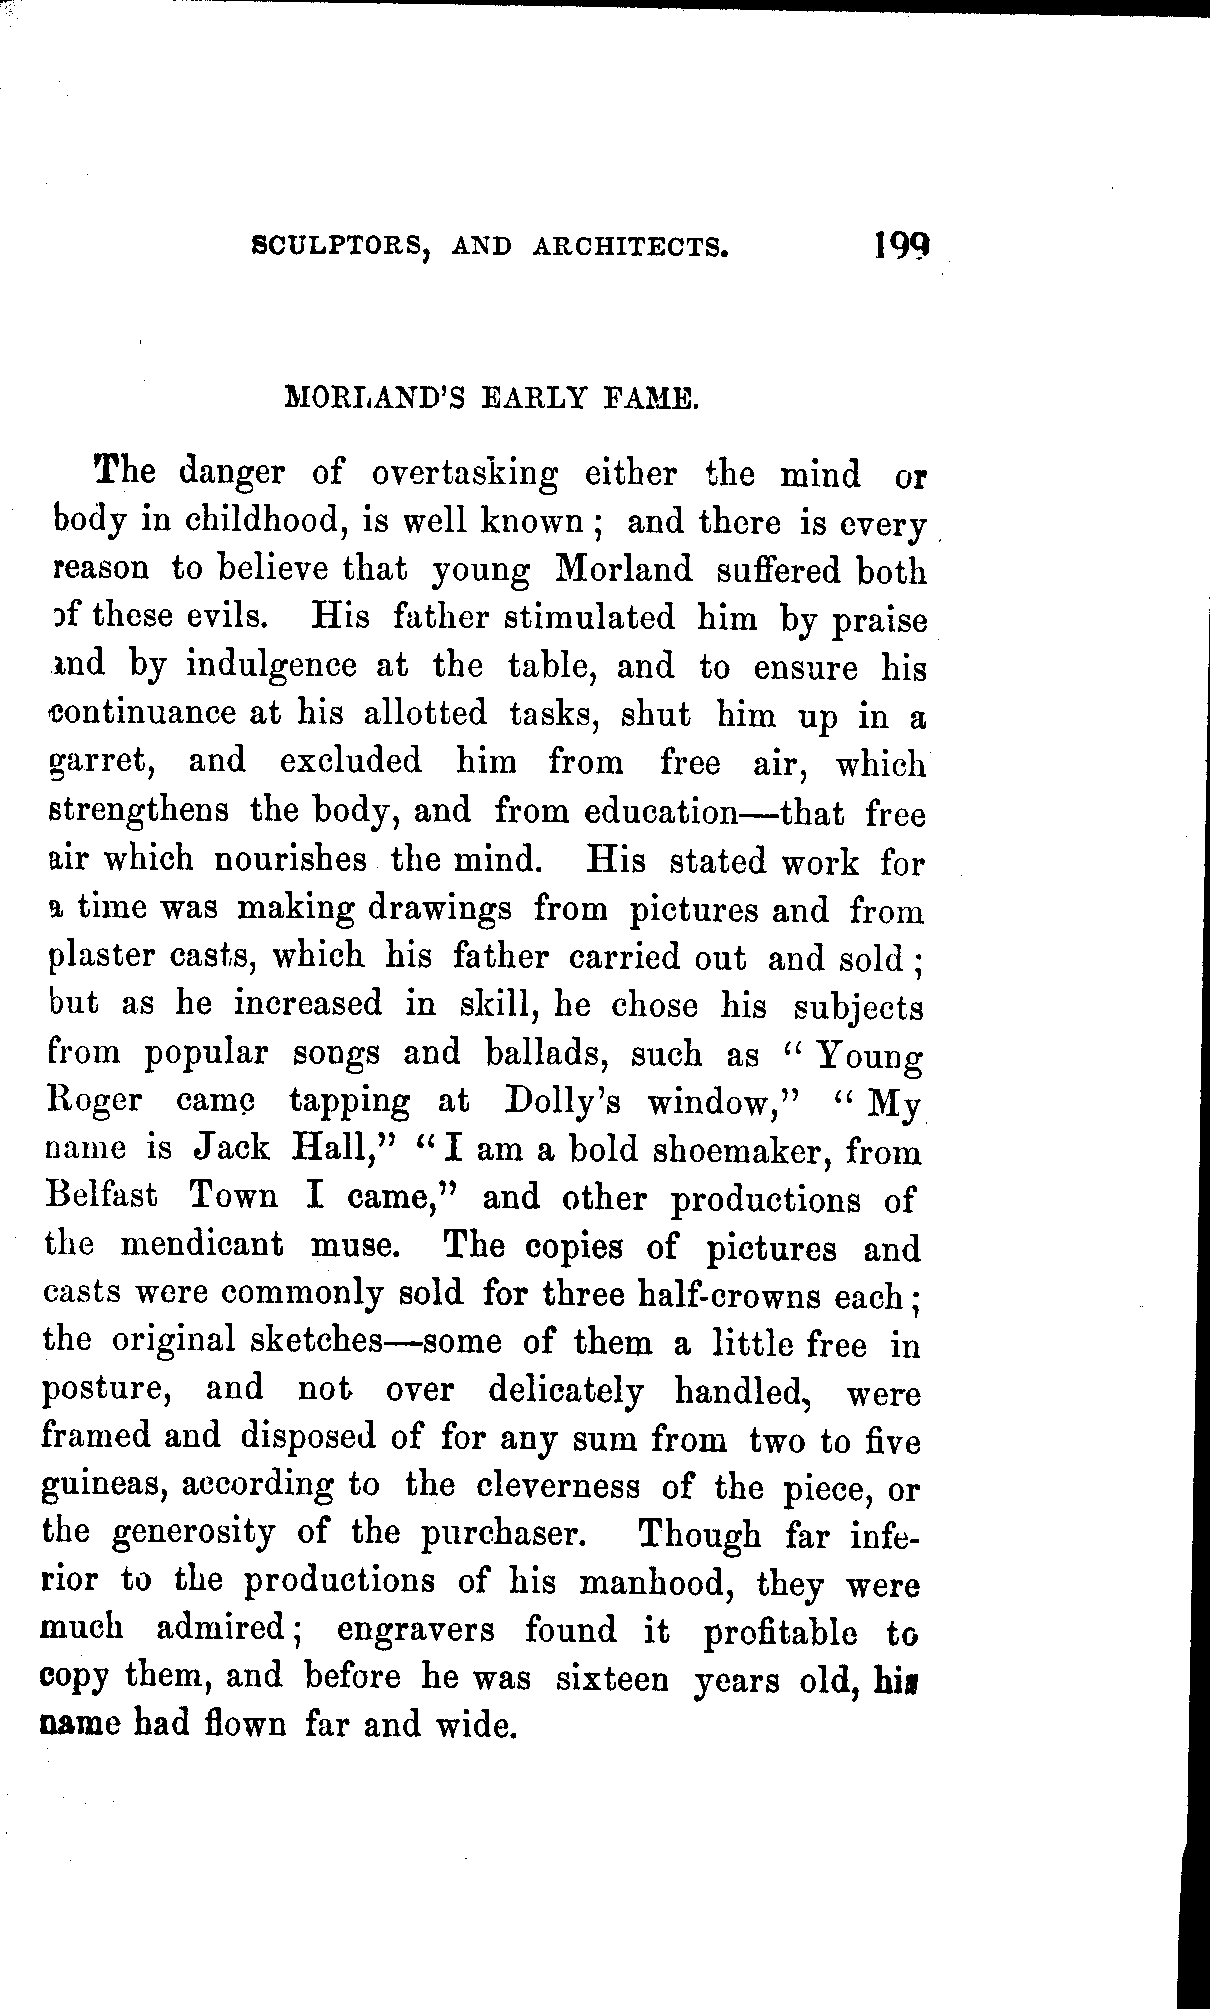 SCULPTORS, AND ARCHITECTS. 199
MORLAND'S EARLY FAME.
The danger of overtasking either the mind or
body in childhood, is well known; and there is every
reason to believe that young Morland suffered both
of these evils. His father stimulated him by praise
and by indulgence at the table, and to ensure his
continuance at his allotted tasks, shut him up in a
garret, and excluded him from free air, which
strengthens the body, and from education—that free
air which nourishes the mind. His stated work for
a time was making drawings from pictures and from
plaster casts, which his father carried out and sold;
but as he increased in skill, he chose his subjects
from popular songs and ballads, such as "Young
Roger came tapping at Dolly's window," "My
name is Jack Hall," "I am a bold shoemaker, from
Belfast Town I came," and other productions of
the mendicant muse. The copies of pictures and
casts were commonly sold for three half-crowns each;
the original sketches—some of them a little free in
posture, and not over delicately handled, were
framed and disposed of for any sum from two to five
guineas, according to the cleverness of the piece, or
the generosity of the purchaser. Though far infe-
rior to the productions of his manhood, they were
much admired; engravers found it profitable to
copy them, and before he was sixteen years old, his
name had flown far and wide.